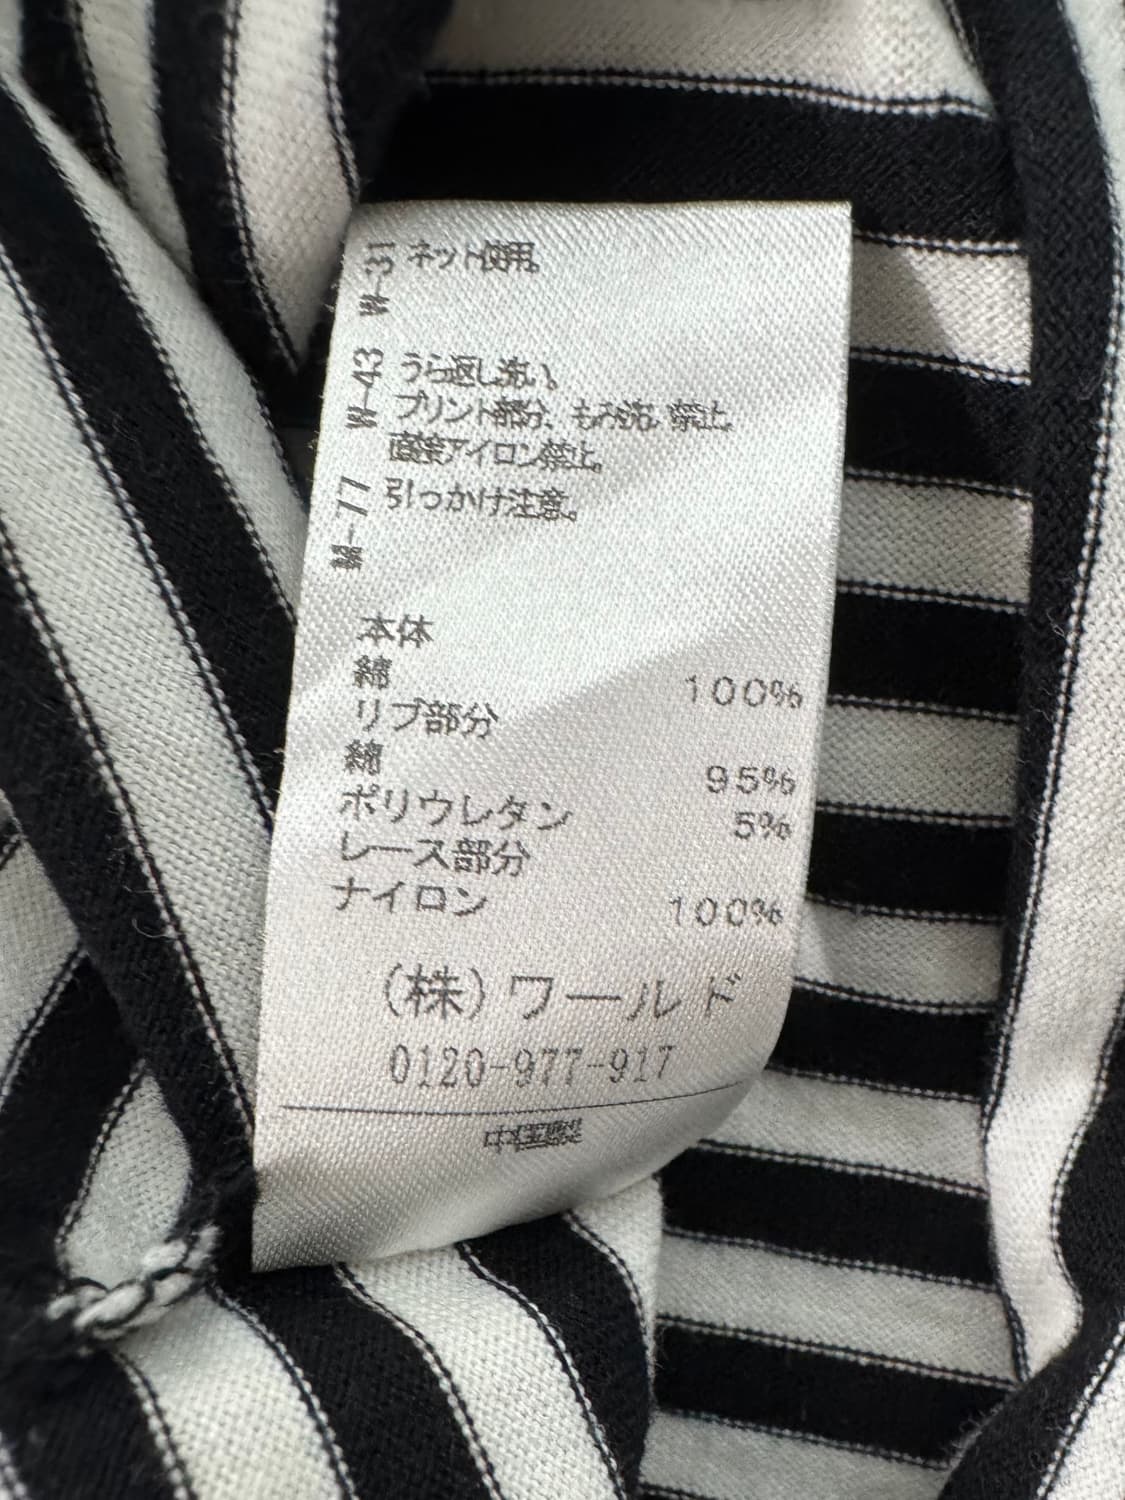 W-31 ネット使用。
W-43 うら返し洗い。
プリント部分、もみ洗い禁止。
直接アイロン禁止。
W-77 引っかけ注意。
本体
綿 100%
リブ部分
綿 95%
ポリウレタン 5%
レース部分
ナイロン 100%
(株)ワールド
0120-977-917
中国製